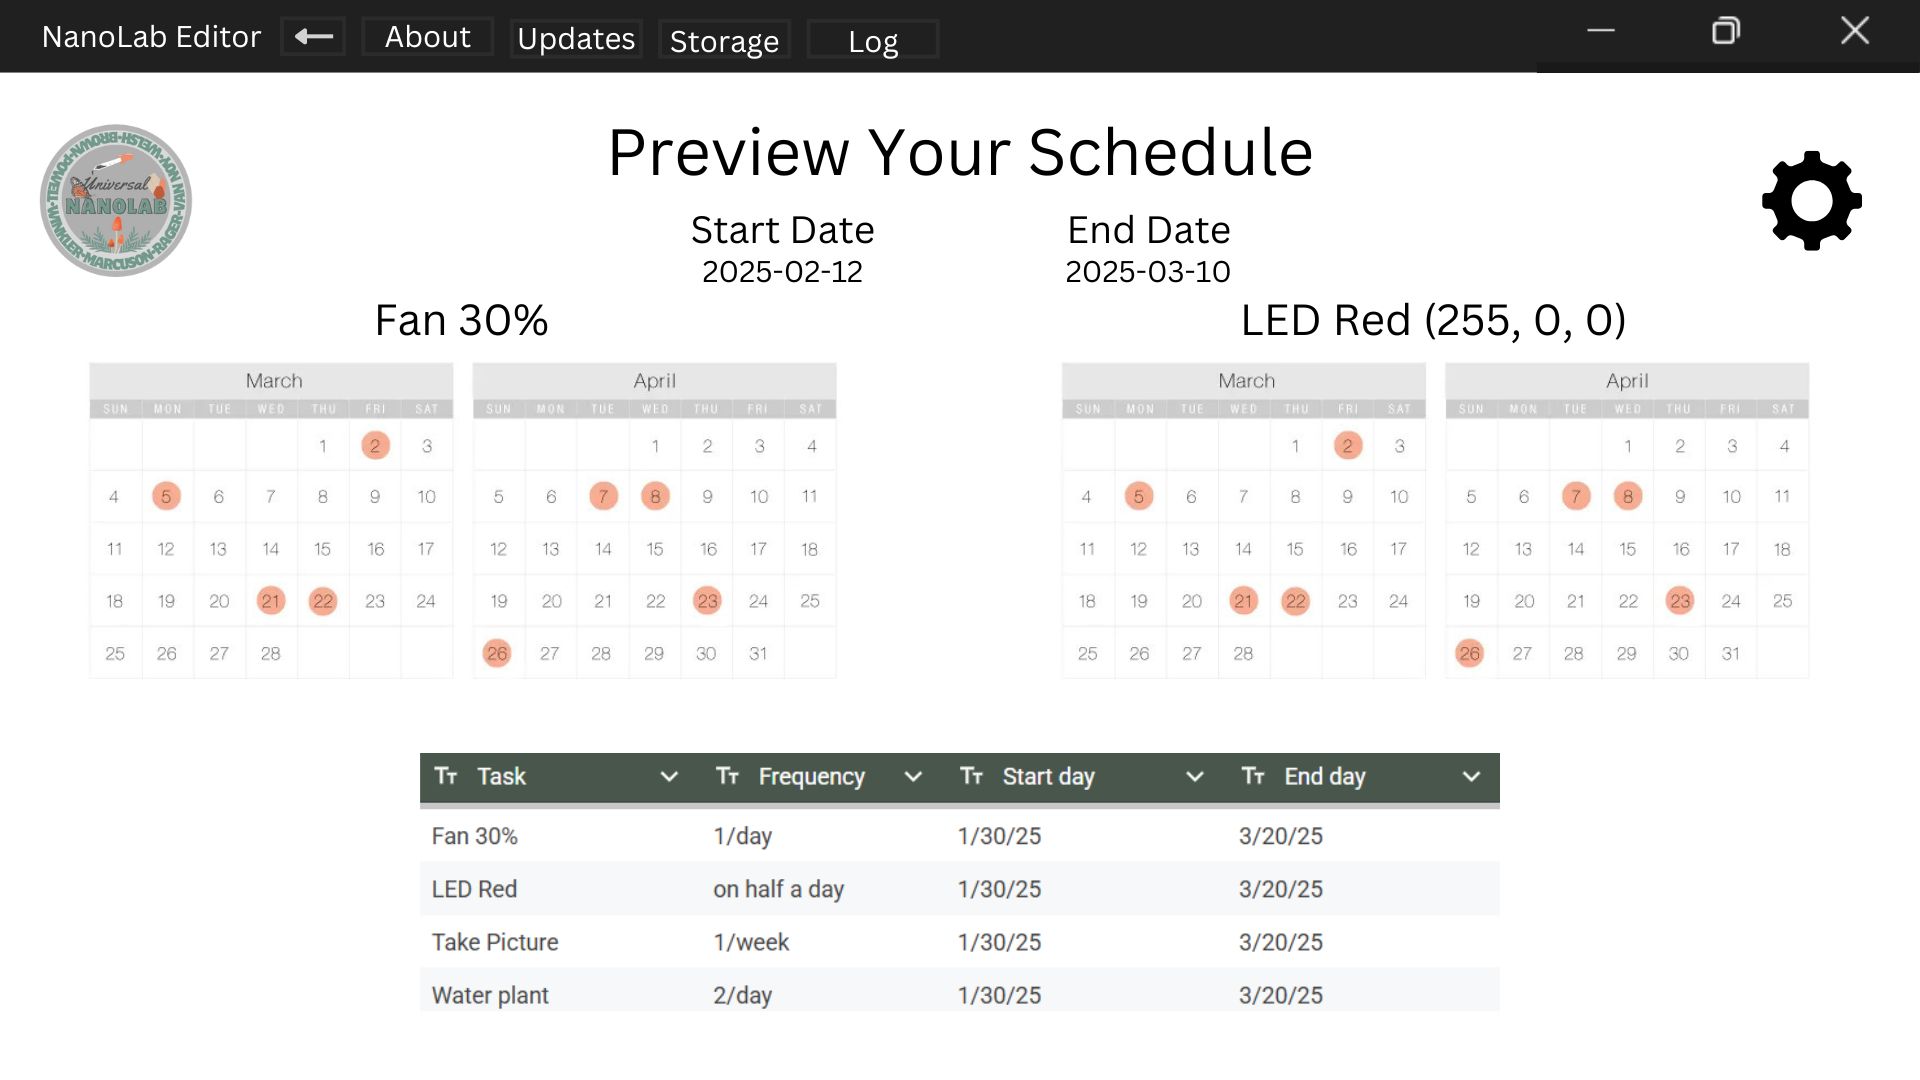 NanoLab Editor About Updates Storage Log
Universal
NANOLAB
POWELL-WINKLER-MARCUSON-RAGER-VAN
Preview Your Schedule
Start Date End Date
2025-02-12 2025-03-10
Fan 30% LED Red (255, 0, 0)
March April March April
SUN MON TUE WED THU FRI SAT SUN MON TUE WED THU FRI SAT SUN MON TUE WED THU FRI SAT SUN MON TUE WED THU FRI SAT
1 2 3 1 2 3 4 1 2 3 1 2 3 4
4 5 6 7 8 9 10 5 6 7 8 9 10 11 4 5 6 7 8 9 10 5 6 7 8 9 10 11
11 12 13 14 15 16 17 12 13 14 15 16 17 18 11 12 13 14 15 16 17 12 13 14 15 16 17 18
18 19 20 21 22 23 24 19 20 21 22 23 24 25 18 19 20 21 22 23 24 19 20 21 22 23 24 25
25 26 27 28 26 27 28 29 30 31 25 26 27 28 26 27 28 29 30 31
Task Frequency Start day End day
Fan 30% 1/day 1/30/25 3/20/25
LED Red on half a day 1/30/25 3/20/25
Take Picture 1/week 1/30/25 3/20/25
Water plant 2/day 1/30/25 3/20/25